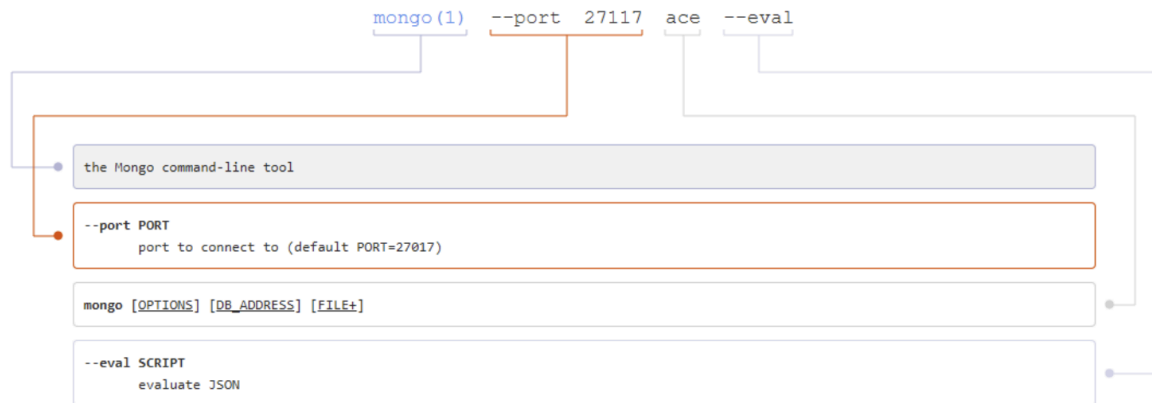 mongo(1) --port 27117 ace --eval
the Mongo command-line tool
--port PORT
port to connect to (default PORT=27017)
mongo [OPTIONS] [DB_ADDRESS] [FILE+]
--eval SCRIPT
evaluate JSON